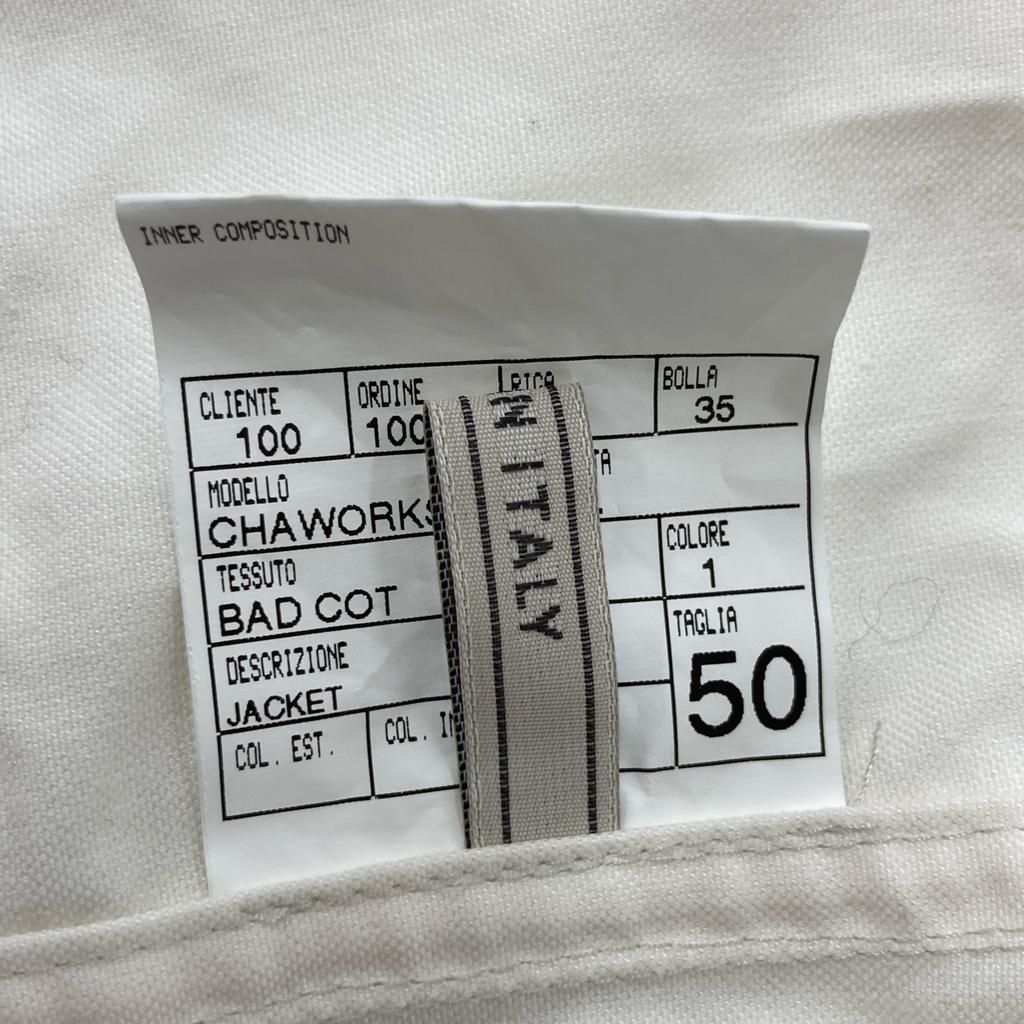 INNER COMPOSITION
CLIENTE ORDINE BOLLA
100 100 35
MODELLO
CHAWORKS
TESSUTO COLORE
BAD COT 1
DESCRIZIONE TAGLIA
JACKET 50
COL. EST. COL.
ITALY